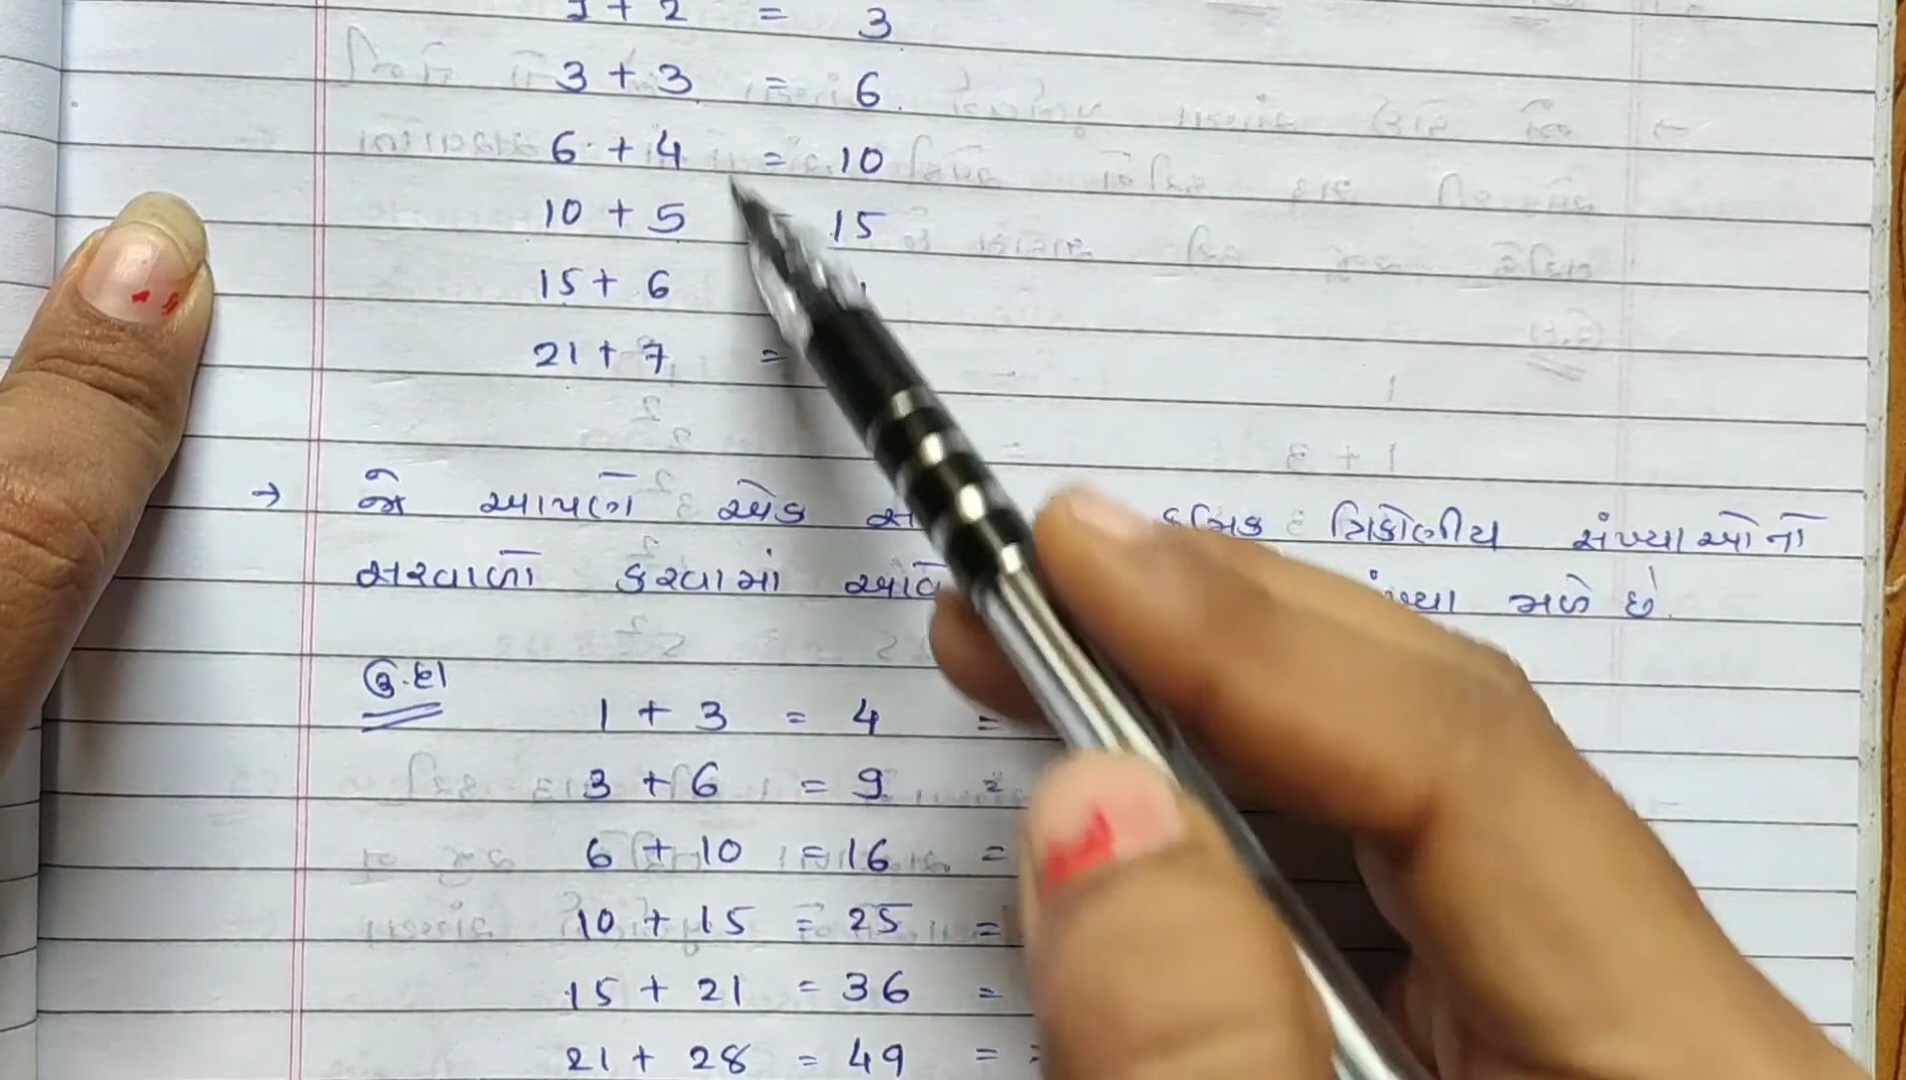 1 + 2 = 3
3 + 3 = 6
6 + 4 = 10
10 + 5 = 15
15 + 6
21 + 7 =
→ જો આપણે એક ક્રમિક ત્રિકોણીય સંખ્યાઓનો
સરવાળો કરવામાં મળે છે.
ઉ.દા
1 + 3 = 4 =
3 + 6 = 9 =
6 + 10 = 16 =
10 + 15 = 25 =
15 + 21 = 36 =
21 + 28 = 49 =